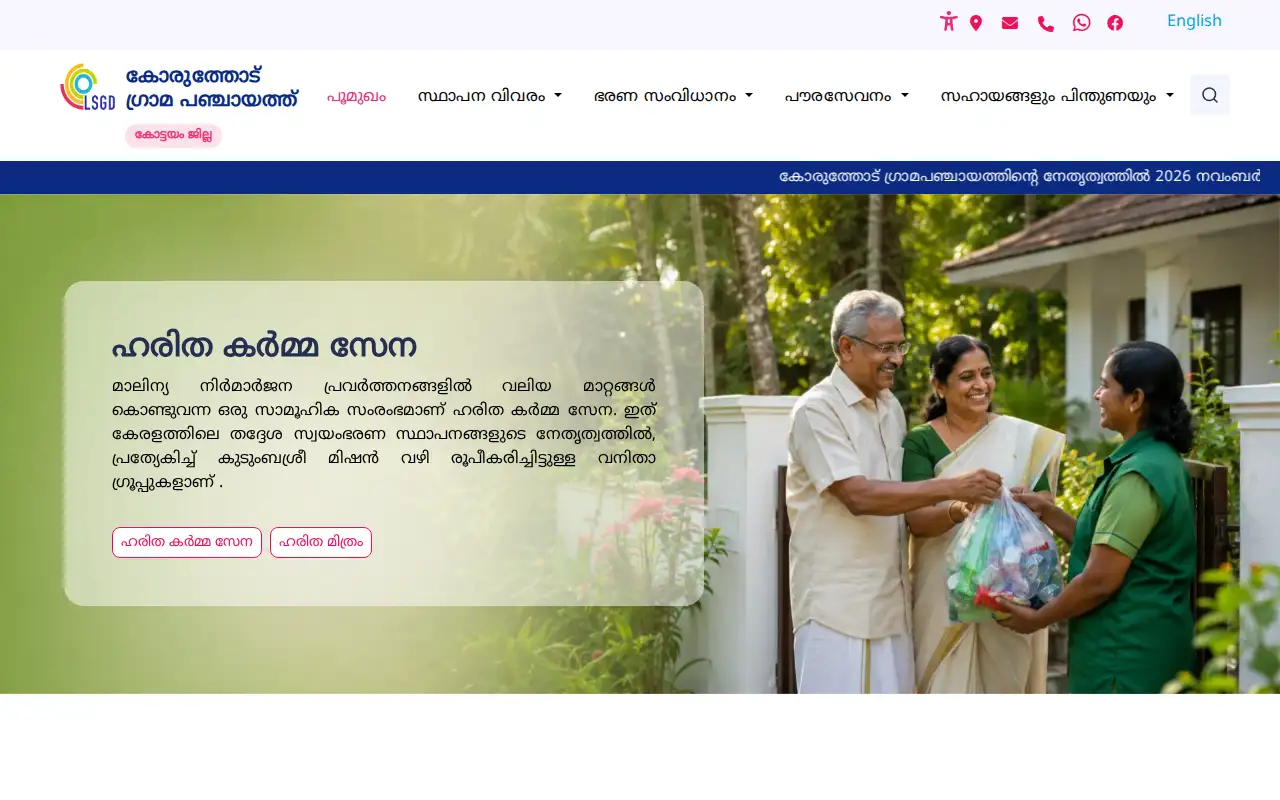 English
LSGD
കോരുത്തോട്
ഗ്രാമ പഞ്ചായത്ത്
കോട്ടയം ജില്ല
പൂമുഖം സ്ഥാപന വിവരം ഭരണ സംവിധാനം പൗരസേവനം സഹായങ്ങളും പിന്തുണയും
കോരുത്തോട് ഗ്രാമപഞ്ചായത്തിന്റെ നേതൃത്വത്തിൽ 2026 നവംബർ
ഹരിത കർമ്മ സേന
മാലിന്യ നിർമാർജന പ്രവർത്തനങ്ങളിൽ വലിയ മാറ്റങ്ങൾ
കൊണ്ടുവന്ന ഒരു സാമൂഹിക സംരംഭമാണ് ഹരിത കർമ്മ സേന. ഇത്
കേരളത്തിലെ തദ്ദേശ സ്വയംഭരണ സ്ഥാപനങ്ങളുടെ നേതൃത്വത്തിൽ,
പ്രത്യേകിച്ച് കുടുംബശ്രീ മിഷൻ വഴി രൂപീകരിച്ചിട്ടുള്ള വനിതാ
ഗ്രൂപ്പുകളാണ് .
ഹരിത കർമ്മ സേന ഹരിത മിത്രം